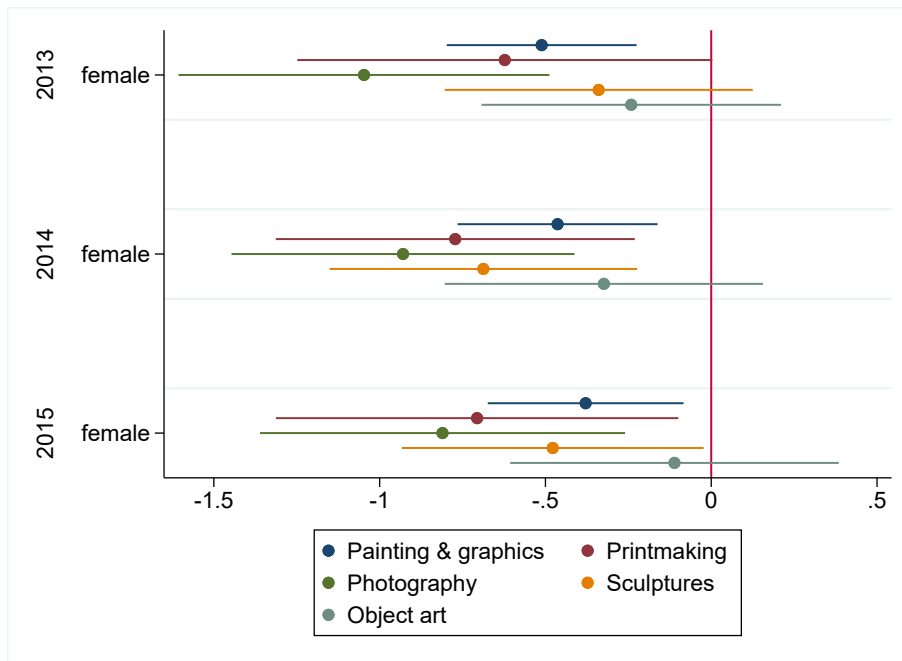 2013
female
2014
female
2015
female
-1.5 -1 -.5 0 .5
Painting & graphics Printmaking
Photography Sculptures
Object art